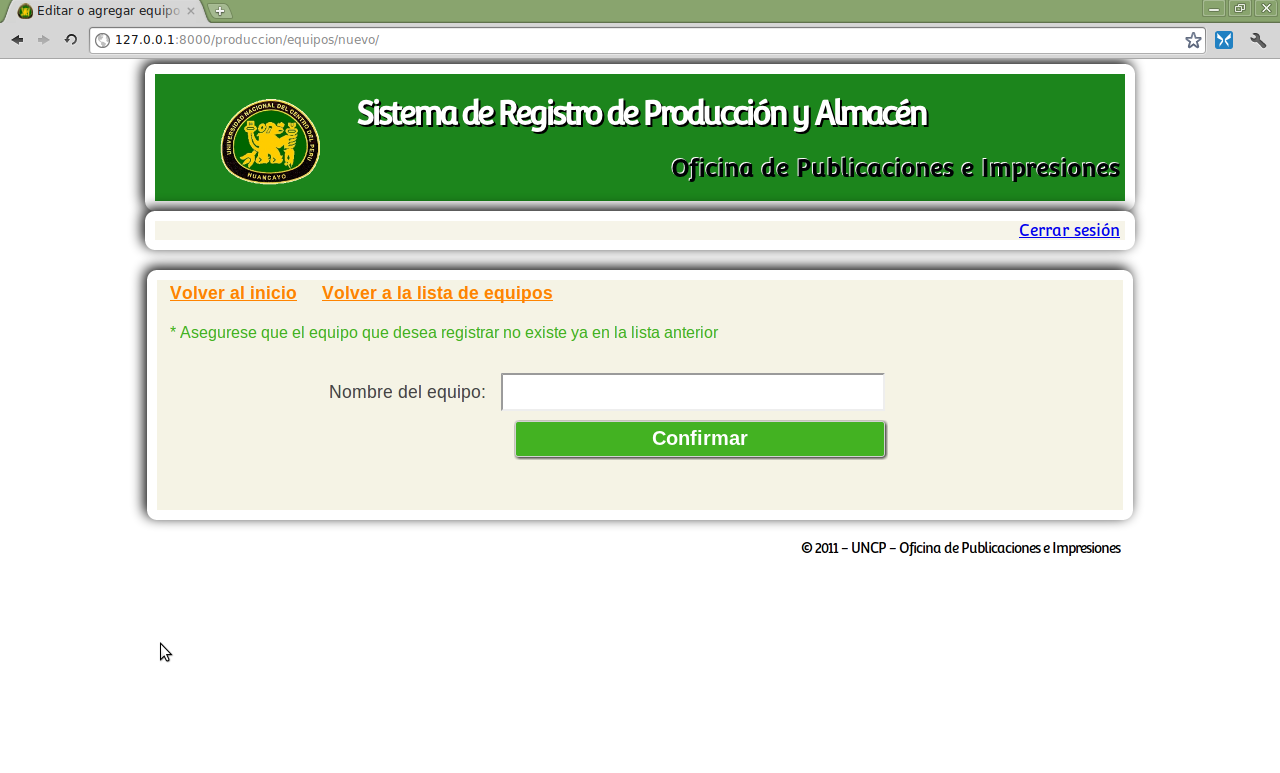 Editar o agregar equipo
127.0.0.1:8000/produccion/equipos/nuevo/
UNIVERSIDAD NACIONAL DEL CENTRO DEL PERU
HUANCAYO
Sistema de Registro de Producción y Almacén
Oficina de Publicaciones e Impresiones
Cerrar sesión
Volver al inicio Volver a la lista de equipos
* Asegurese que el equipo que desea registrar no existe ya en la lista anterior
Nombre del equipo:
Confirmar
© 2011 – UNCP – Oficina de Publicaciones e Impresiones